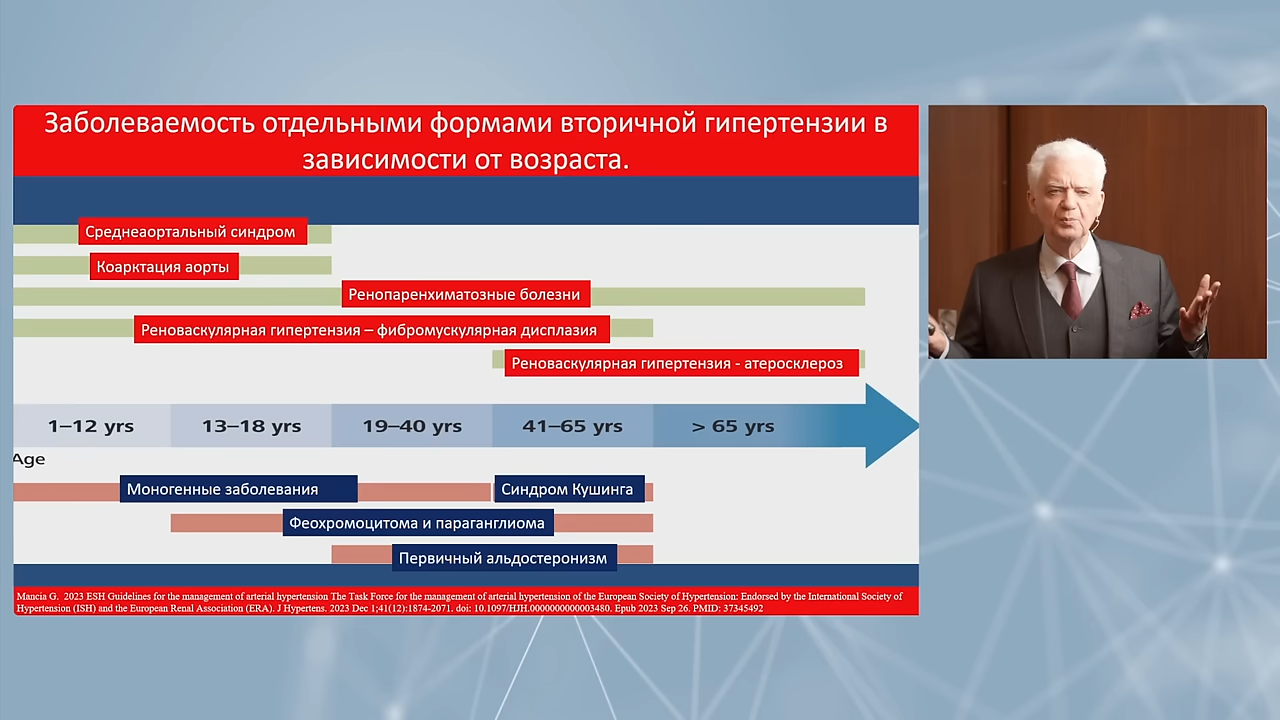 Заболеваемость отдельными формами вторичной гипертензии в
зависимости от возраста.
Среднеаортальный синдром
Коарктация аорты
Ренопаренхиматозные болезни
Реноваскулярная гипертензия – фибромускулярная дисплазия
Реноваскулярная гипертензия - атеросклероз
1–12 yrs 13–18 yrs 19–40 yrs 41–65 yrs > 65 yrs
Age
Моногенные заболевания Синдром Кушинга
Феохромоцитома и параганглиома
Первичный альдостеронизм
Mancia G. 2023 ESH Guidelines for the management of arterial hypertension The Task Force for the management of arterial hypertension of the European Society of Hypertension: Endorsed by the International Society of
Hypertension (ISH) and the European Renal Association (ERA). J Hypertens. 2023 Dec 1;41(12):1874-2071. doi: 10.1097/HJH.0000000000003480. Epub 2023 Sep 26. PMID: 37345492